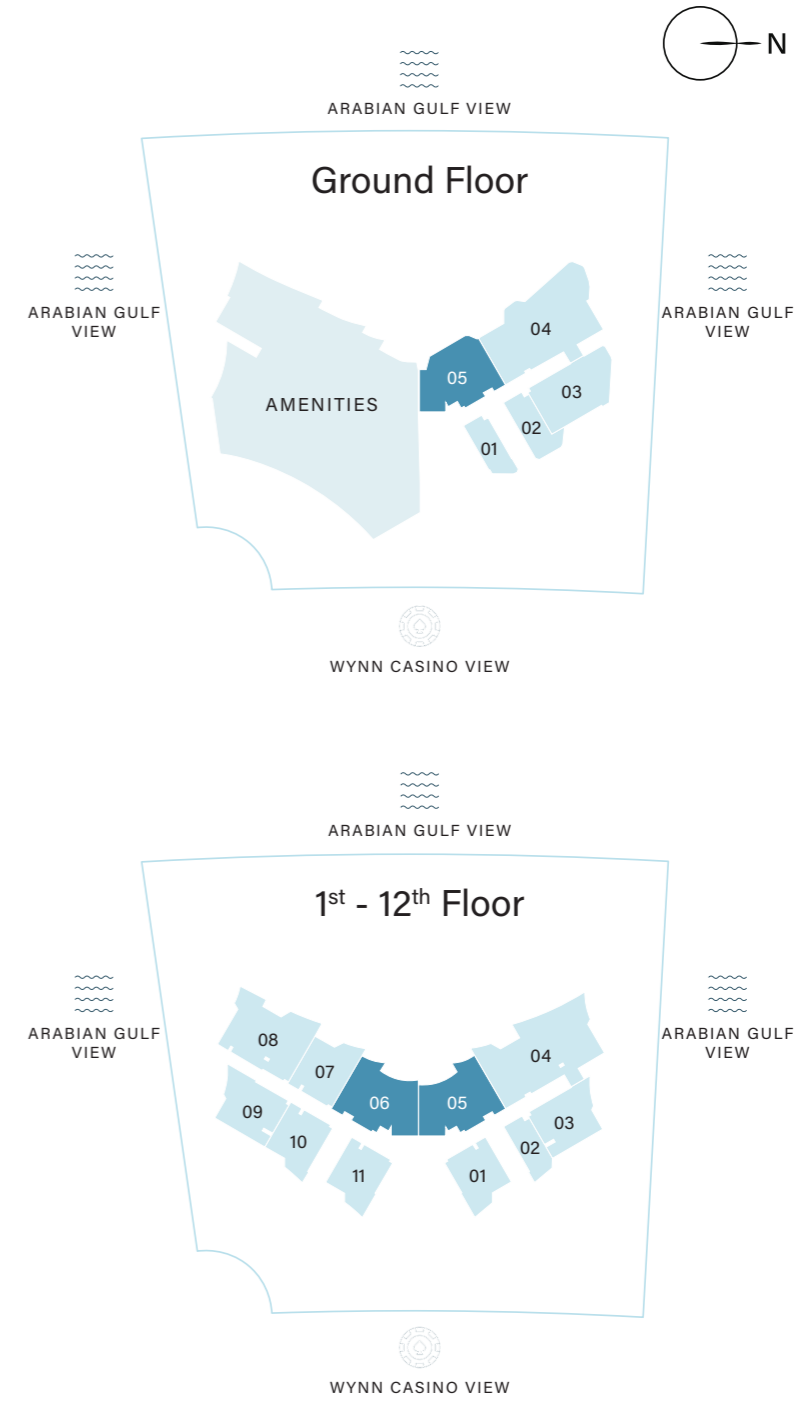 N
ARABIAN GULF VIEW
Ground Floor
ARABIAN GULF
VIEW
ARABIAN GULF
VIEW
04
05
03
AMENITIES
02
01
WYNN CASINO VIEW
ARABIAN GULF VIEW
1st - 12th Floor
ARABIAN GULF
VIEW
ARABIAN GULF
VIEW
08
04
07
06
05
09
03
10
02
11
01
WYNN CASINO VIEW